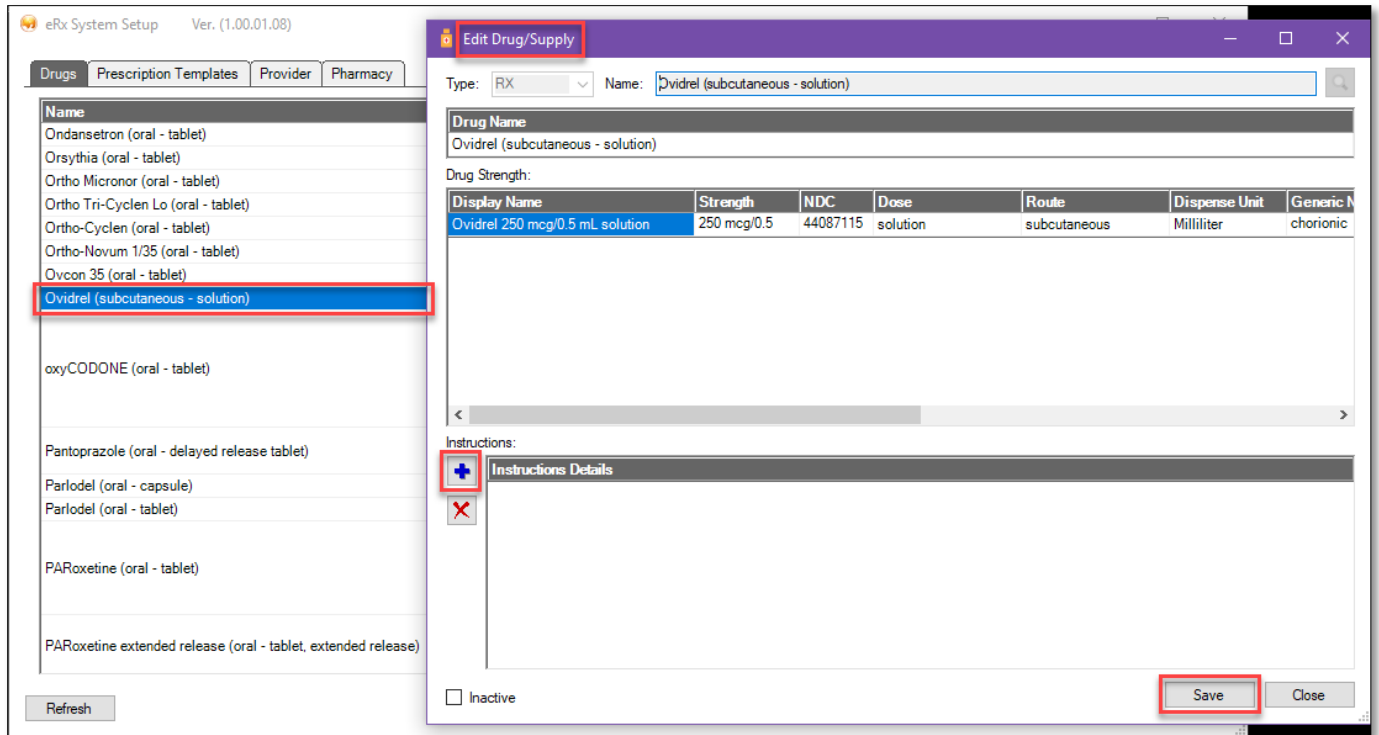 eRx System Setup Ver. (1.00.01.08)
Drugs Prescription Templates Provider Pharmacy
Name
Ondansetron (oral - tablet)
Orsythia (oral - tablet)
Ortho Micronor (oral - tablet)
Ortho Tri-Cyclen Lo (oral - tablet)
Ortho-Cyclen (oral - tablet)
Ortho-Novum 1/35 (oral - tablet)
Ovcon 35 (oral - tablet)
Ovidrel (subcutaneous - solution)
oxyCODONE (oral - tablet)
Pantoprazole (oral - delayed release tablet)
Parlodel (oral - capsule)
Parlodel (oral - tablet)
PARoxetine (oral - tablet)
PARoxetine extended release (oral - tablet, extended release)
Refresh
Edit Drug/Supply
Type: RX Name: Ovidrel (subcutaneous - solution)
Drug Name
Ovidrel (subcutaneous - solution)
Drug Strength:
Display Name Strength NDC Dose Route Dispense Unit Generic N
Ovidrel 250 mcg/0.5 mL solution 250 mcg/0.5 44087115 solution subcutaneous Milliliter chorionic
Instructions:
Instructions Details
Inactive
Save Close